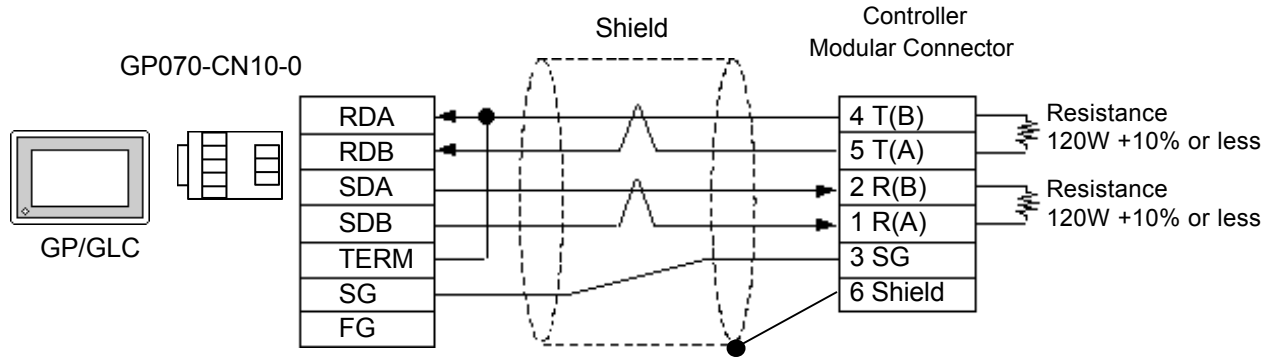 Shield
Controller
Modular Connector
GP070-CN10-0
GP/GLC
RDA
RDB
SDA
SDB
TERM
SG
FG
4 T(B)
5 T(A)
2 R(B)
1 R(A)
3 SG
6 Shield
Resistance
120W +10% or less
Resistance
120W +10% or less